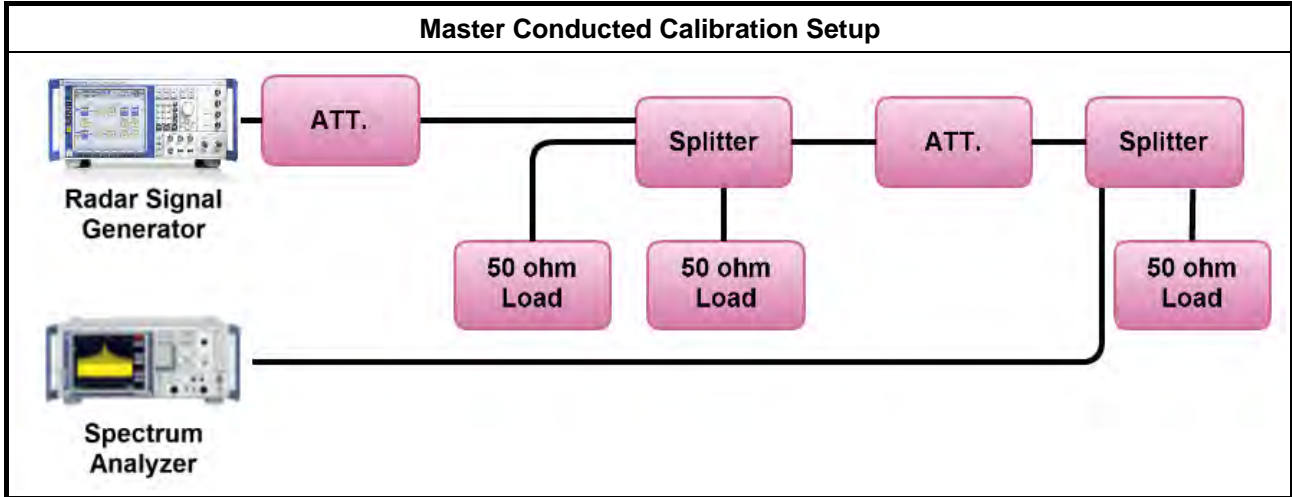 Master Conducted Calibration Setup
ATT.
Splitter
ATT.
Splitter
Radar Signal
Generator
50 ohm
Load
50 ohm
Load
50 ohm
Load
Spectrum
Analyzer